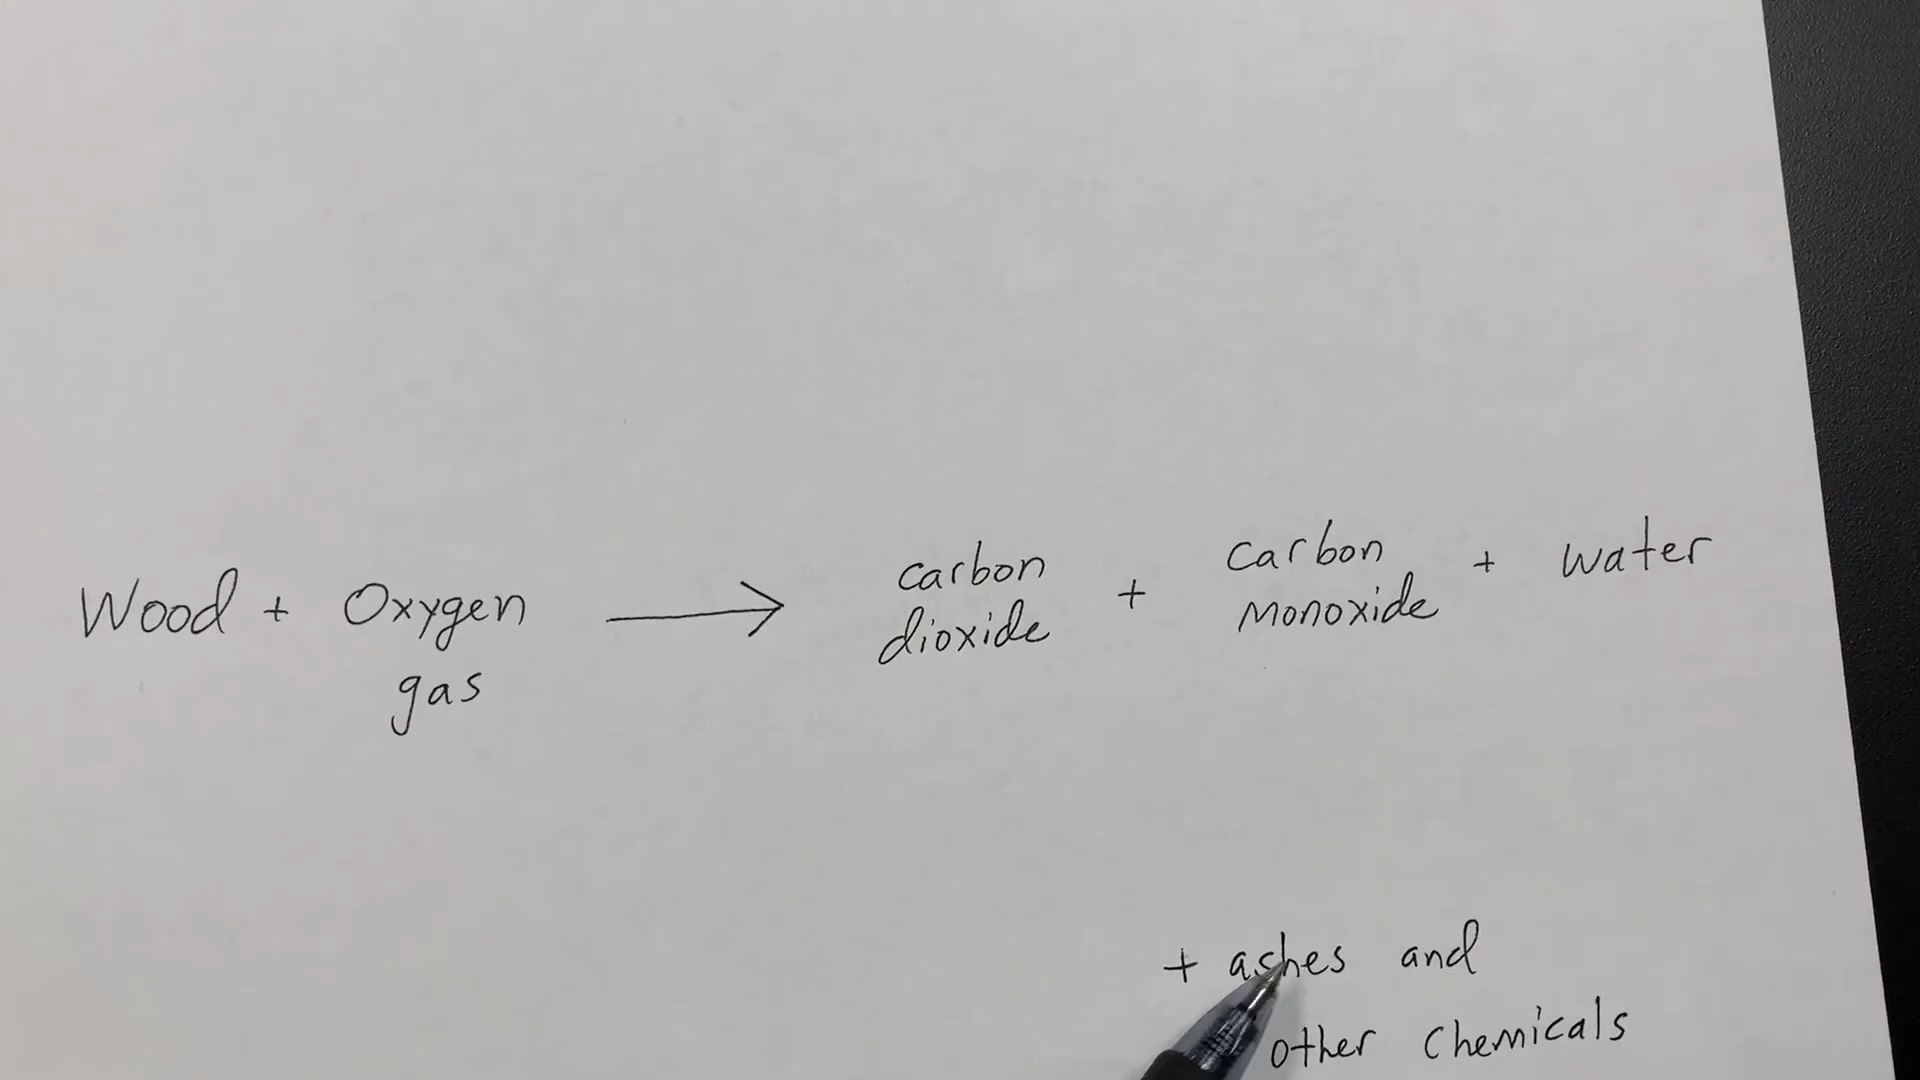 Wood + Oxygen gas → carbon dioxide + carbon monoxide + water
+ ashes and
other chemicals